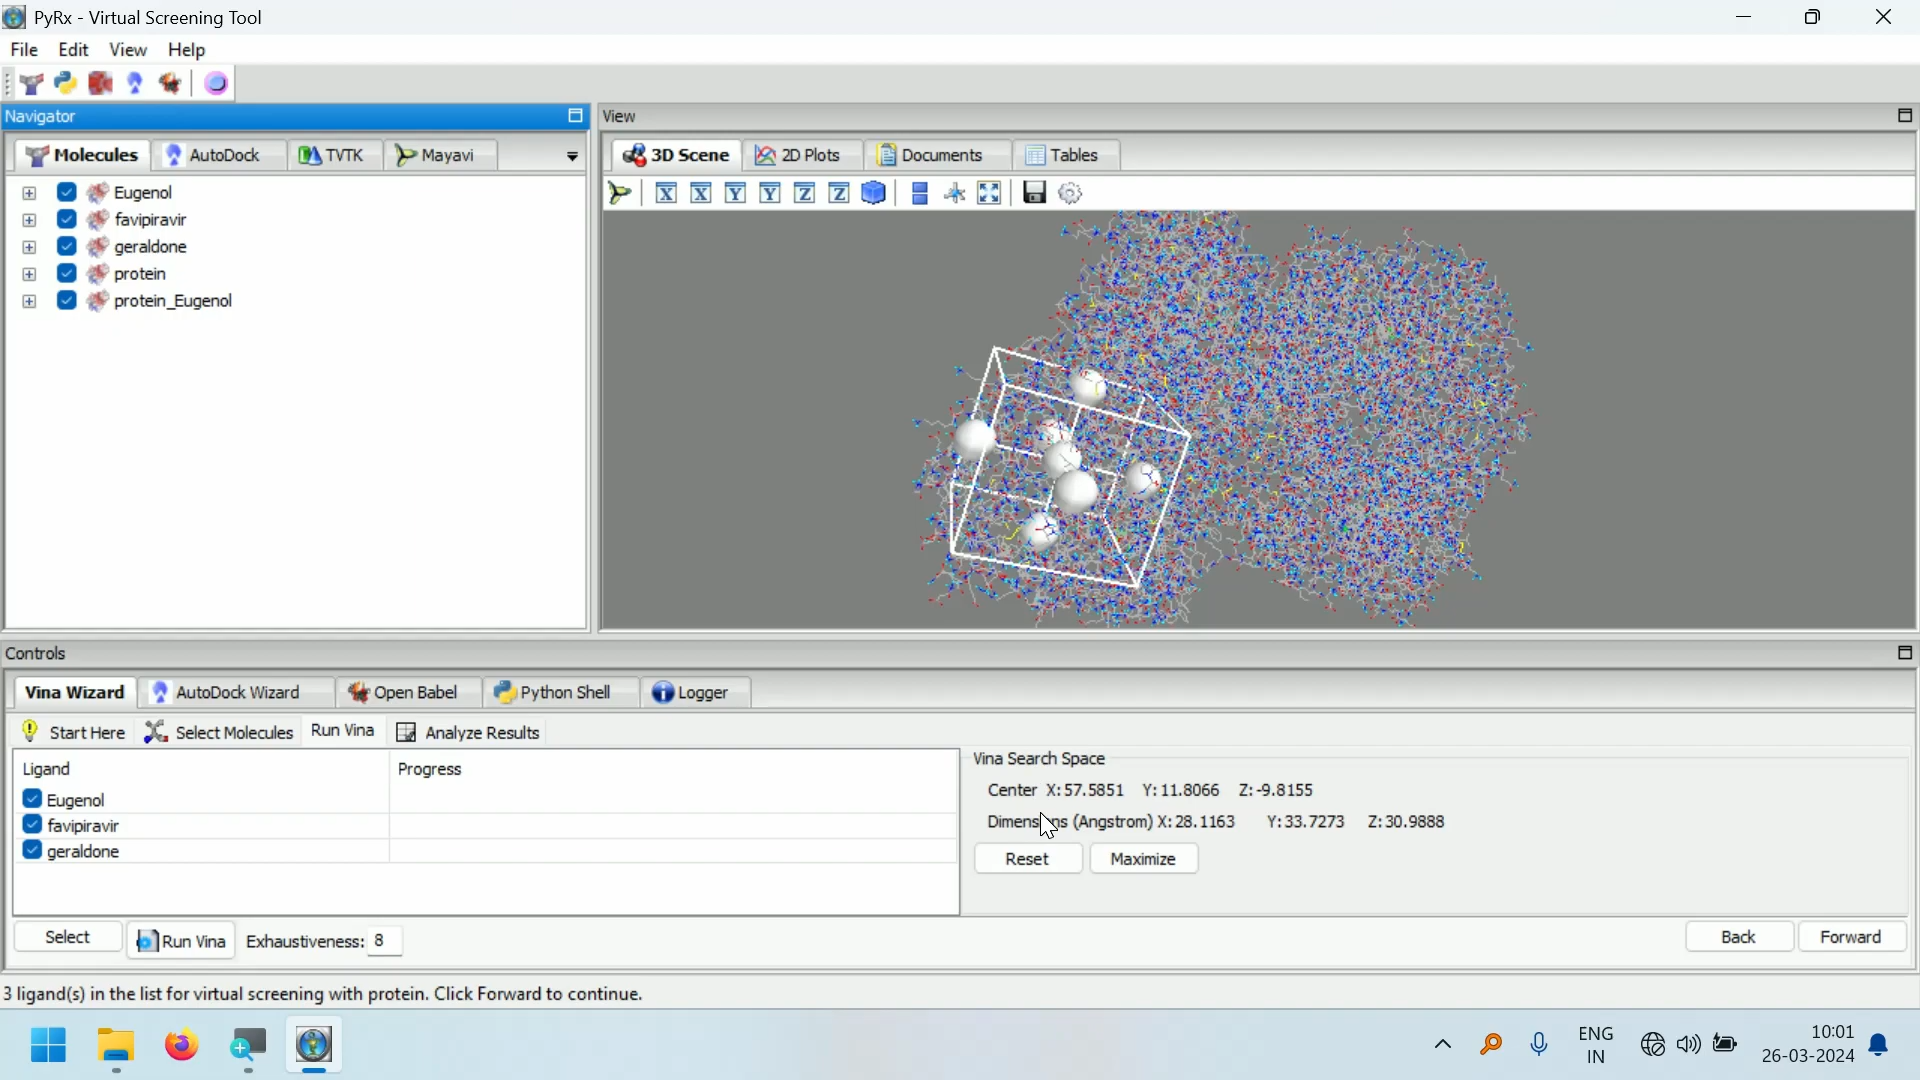 PyRx - Virtual Screening Tool
File Edit View Help
Navigator
Molecules AutoDock TVTK Mayavi
Eugenol
favipiravir
geraldone
protein
protein_Eugenol
View
3D Scene 2D Plots Documents Tables
X X Y Y Z Z
Controls
Vina Wizard AutoDock Wizard Open Babel Python Shell Logger
Start Here Select Molecules Run Vina Analyze Results
Ligand Progress
Eugenol
favipiravir
geraldone
Vina Search Space
Center X:57.5851 Y:11.8066 Z:-9.8155
(Angstrom) X:28.1163 Y:33.7273 Z:30.9888
Reset Maximize
Select Run Vina Exhaustiveness: 8
Back Forward
3 ligand(s) in the list for virtual screening with protein. Click Forward to continue.
ENG
IN
10:01
26-03-2024